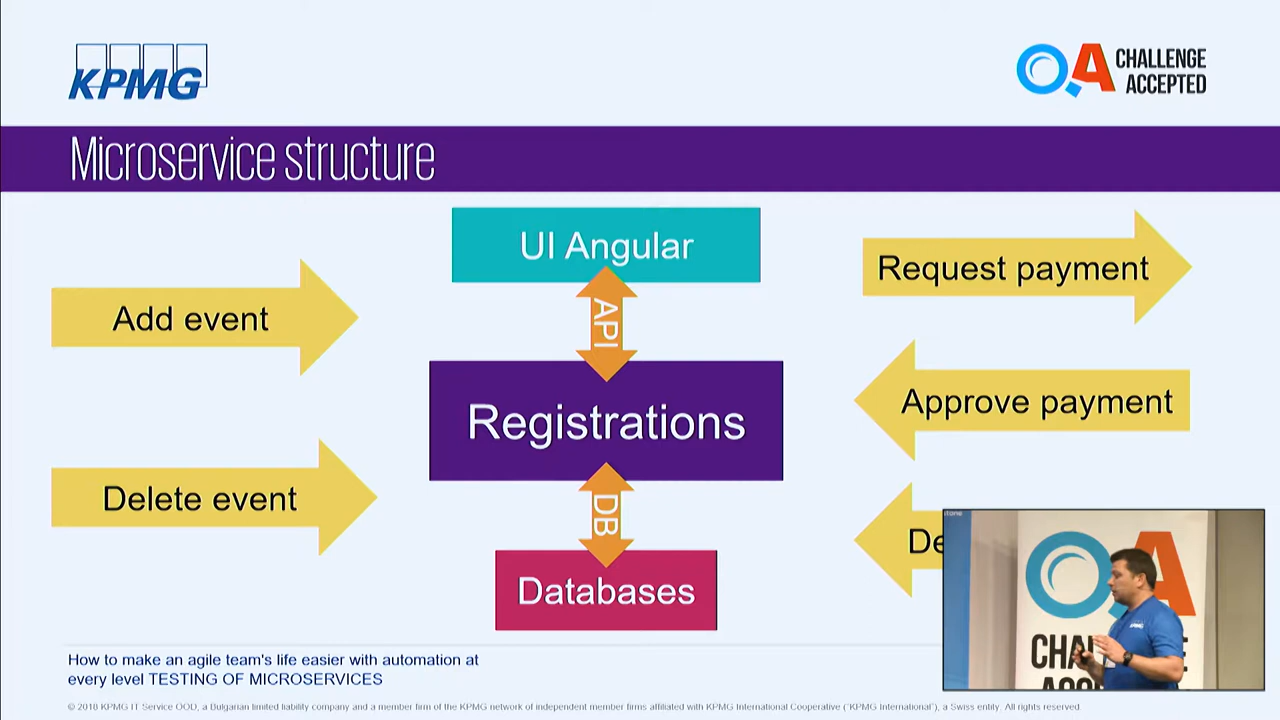 KPMG
QA CHALLENGE
ACCEPTED
Microservice structure
UI Angular
Request payment
Add event
API
Registrations
Approve payment
Delete event
DB
Databases
How to make an agile team's life easier with automation at
every level TESTING OF MICROSERVICES
© 2018 KPMG IT Service OOD, a Bulgarian limited liability company and a member firm of the KPMG network of independent member firms affiliated with KPMG International Cooperative ("KPMG International"), a Swiss entity. All rights reserved.
QA
KPMG